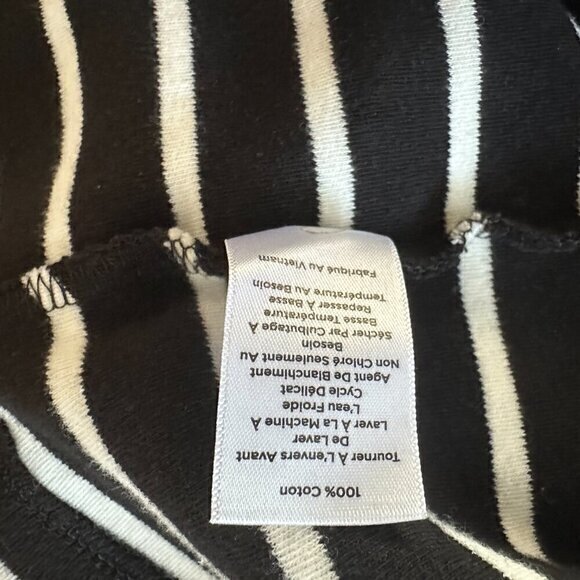 100% Coton
Tourner À L'envers Avant
De Laver
Laver À La Machine À
L'eau Froide
Cycle Délicat
Agent De Blanchiment
Non Chloré Seulement Au
Besoin
Sécher Par Culbutage À
Basse Température
Repasser À Basse
Température Au Besoin
Fabriqué Au Vietnam